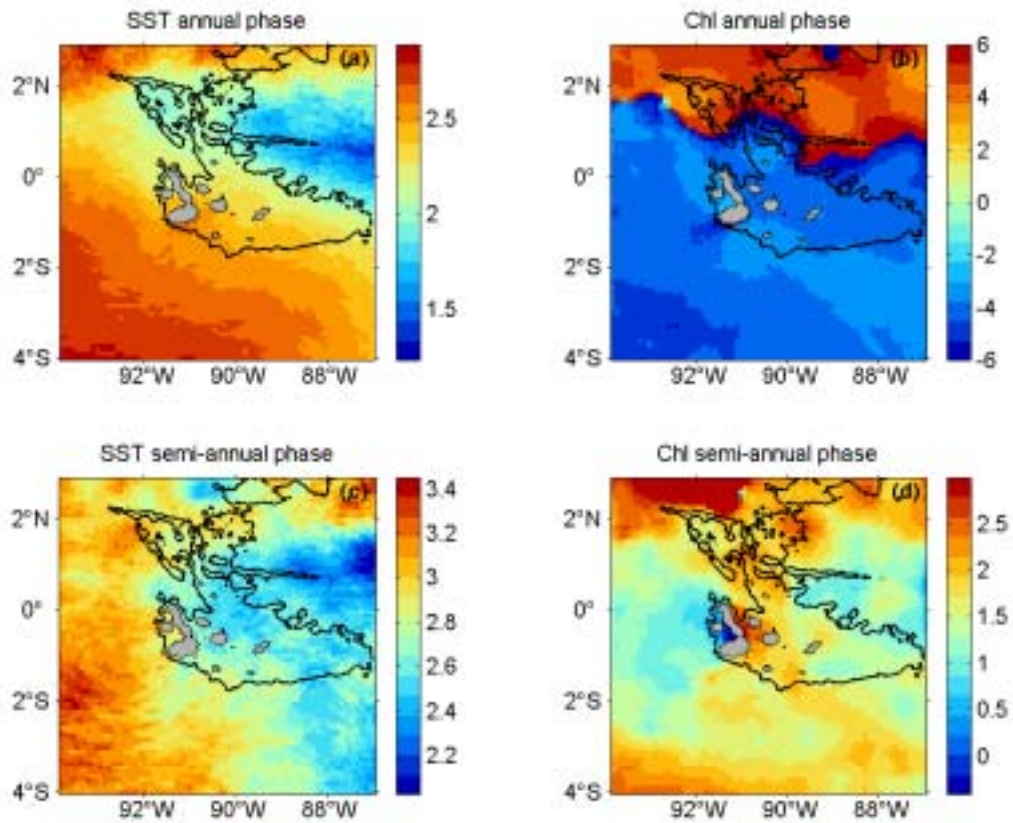 SST annual phase
(a)
2°N
0°
2°S
4°S
92°W 90°W 88°W
2.5
2
1.5
Chl annual phase
(b)
2°N
0°
2°S
4°S
92°W 90°W 88°W
6
4
2
0
-2
-4
-6
SST semi-annual phase
(c)
2°N
0°
2°S
4°S
92°W 90°W 88°W
3.4
3.2
3
2.8
2.6
2.4
2.2
Chl semi-annual phase
(d)
2°N
0°
2°S
4°S
92°W 90°W 88°W
2.5
2
1.5
1
0.5
0